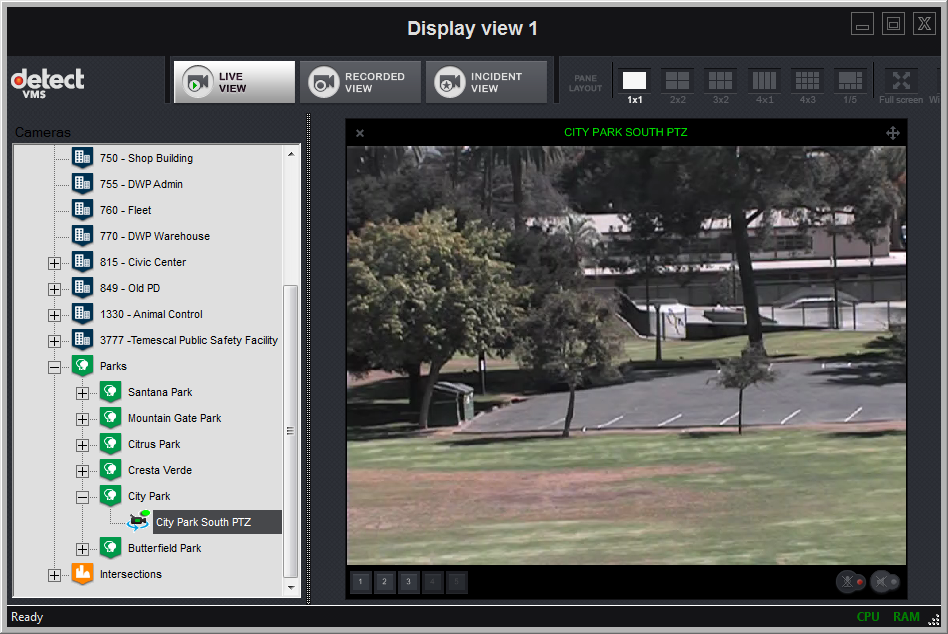 Display view 1
detect
VMS
LIVE
VIEW
RECORDED
VIEW
INCIDENT
VIEW
PANE
LAYOUT
1x1
2x2
3x2
4x1
4x3
1/5
Full screen
Wi
Cameras
750 - Shop Building
755 - DWP Admin
760 - Fleet
770 - DWP Warehouse
815 - Civic Center
849 - Old PD
1330 - Animal Control
3777 -Temescal Public Safety Facility
Parks
Santana Park
Mountain Gate Park
Citrus Park
Cresta Verde
City Park
City Park South PTZ
Butterfield Park
Intersections
CITY PARK SOUTH PTZ
1 2 3 4 5
Ready
CPU RAM